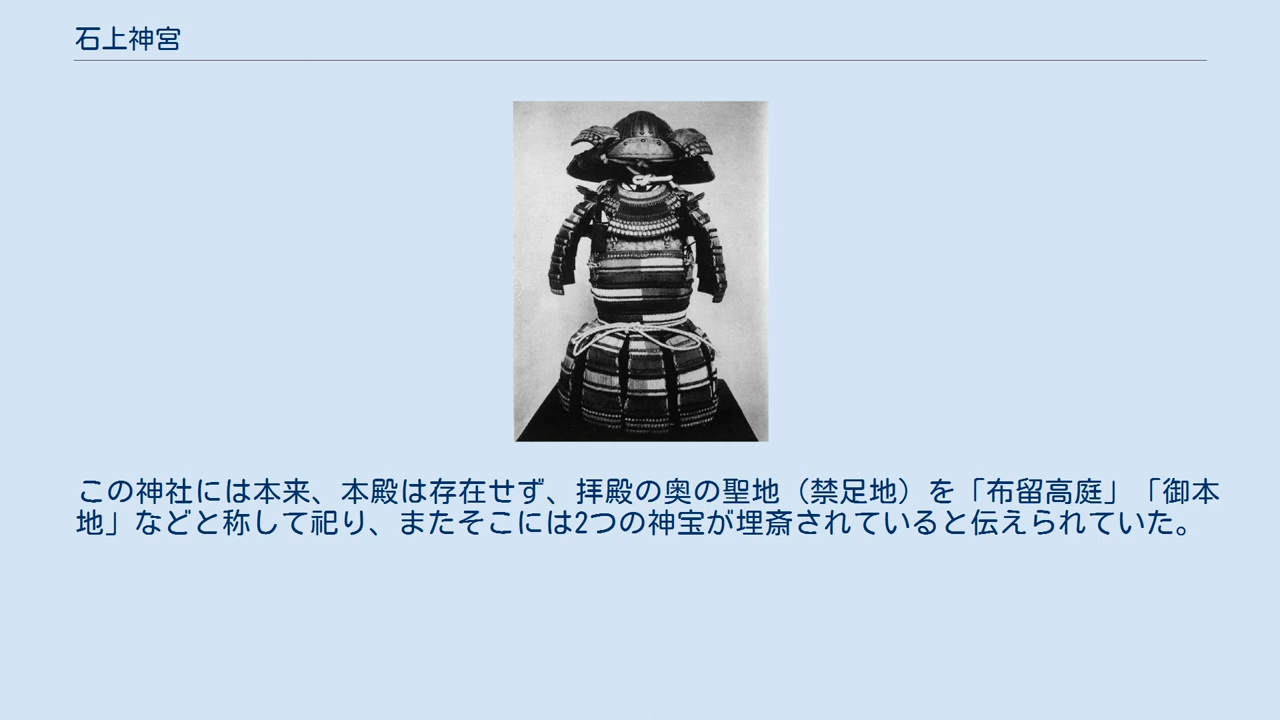 石上神宮
この神社には本来、本殿は存在せず、拝殿の奥の聖地（禁足地）を「布留高庭」「御本
地」などと称して祀り、またそこには2つの神宝が埋斎されていると伝えられていた。